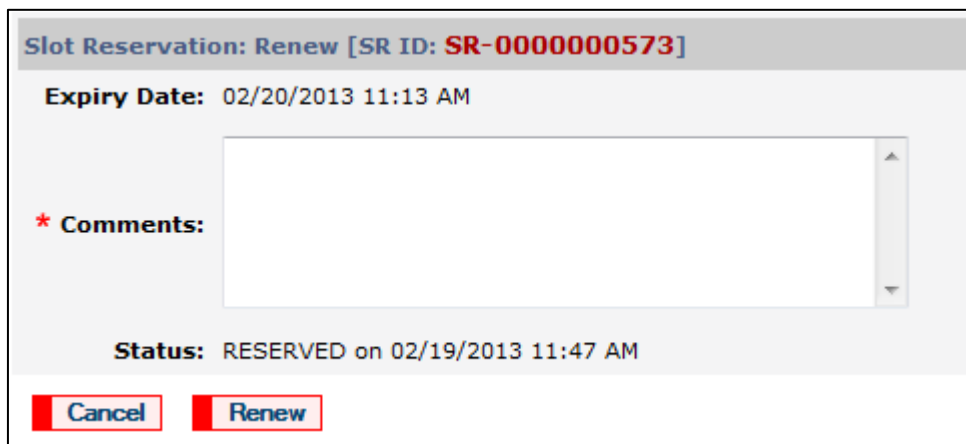 Slot Reservation: Renew [SR ID: SR-0000000573]
Expiry Date: 02/20/2013 11:13 AM
* Comments:
Status: RESERVED on 02/19/2013 11:47 AM
Cancel Renew